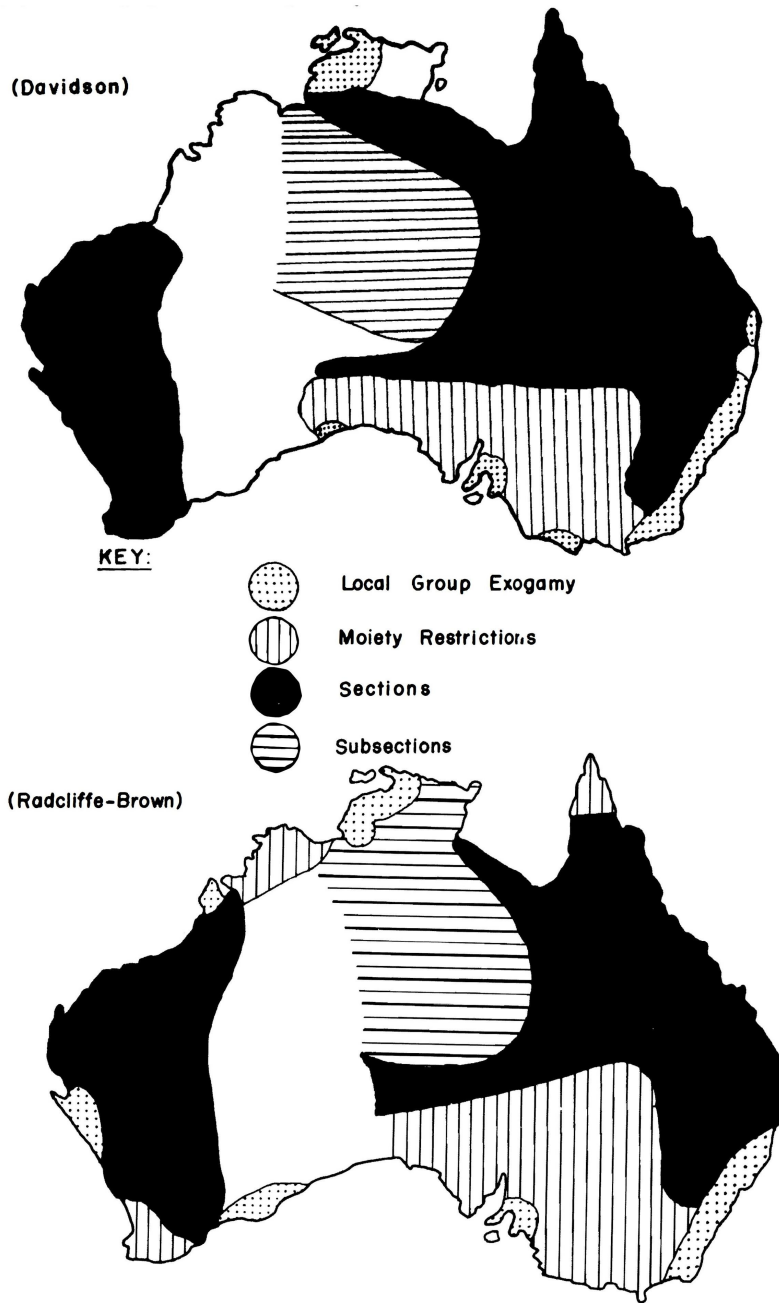 (Davidson)
KEY:
Local Group Exogamy
Moiety Restrictions
Sections
Subsections
(Radcliffe-Brown)